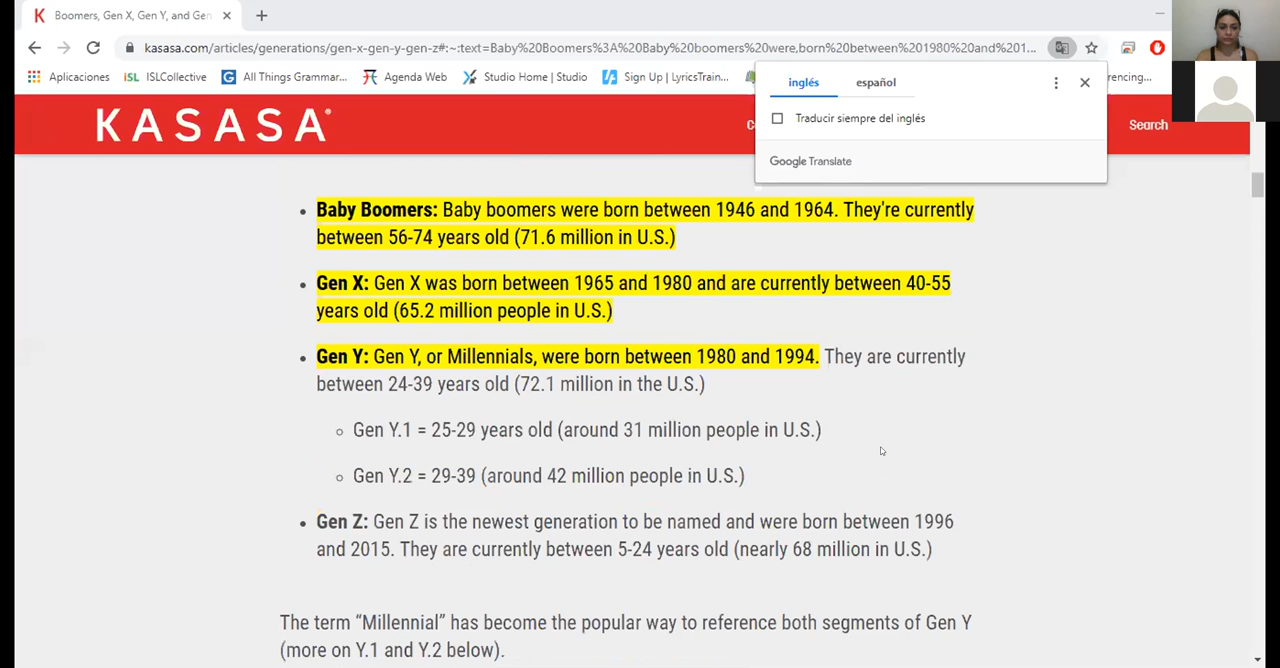 Boomers, Gen X, Gen Y, and Gen
kasasa.com/articles/generations/gen-x-gen-y-gen-z#:~:text=Baby%20Boomers%3A%20Baby%20boomers%20were,born%20between%201980%20and%201...
Aplicaciones iSL ISLCollective G All Things Grammar... Agenda Web Studio Home | Studio Sign Up | LyricsTrain... rencing...
inglés español
Traducir siempre del inglés
Google Translate
KASASA® C Search
• Baby Boomers: Baby boomers were born between 1946 and 1964. They're currently
between 56-74 years old (71.6 million in U.S.)
• Gen X: Gen X was born between 1965 and 1980 and are currently between 40-55
years old (65.2 million people in U.S.)
• Gen Y: Gen Y, or Millennials, were born between 1980 and 1994. They are currently
between 24-39 years old (72.1 million in the U.S.)
○ Gen Y.1 = 25-29 years old (around 31 million people in U.S.)
○ Gen Y.2 = 29-39 (around 42 million people in U.S.)
• Gen Z: Gen Z is the newest generation to be named and were born between 1996
and 2015. They are currently between 5-24 years old (nearly 68 million in U.S.)
The term “Millennial” has become the popular way to reference both segments of Gen Y
(more on Y.1 and Y.2 below).